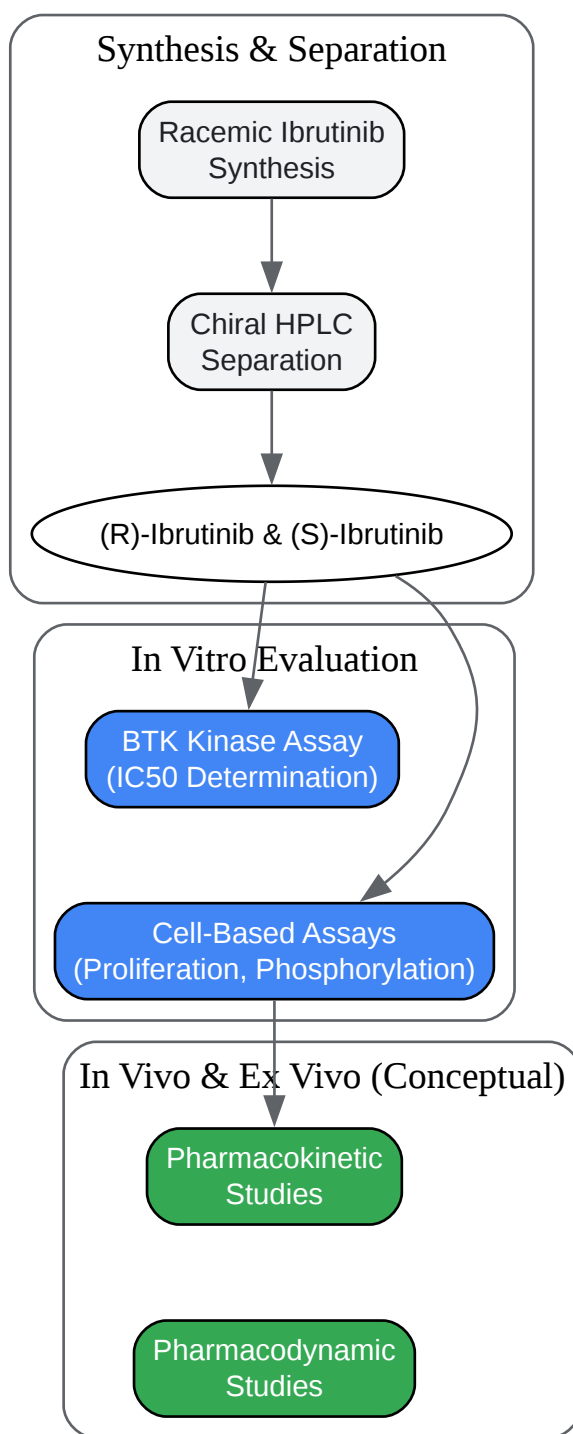 Synthesis & Separation
Racemic Ibrutinib
Synthesis
Chiral HPLC
Separation
(R)-Ibrutinib & (S)-Ibrutinib
In Vitro Evaluation
BTK Kinase Assay
(IC50 Determination)
Cell-Based Assays
(Proliferation, Phosphorylation)
In Vivo & Ex Vivo (Conceptual)
Pharmacokinetic
Studies
Pharmacodynamic
Studies